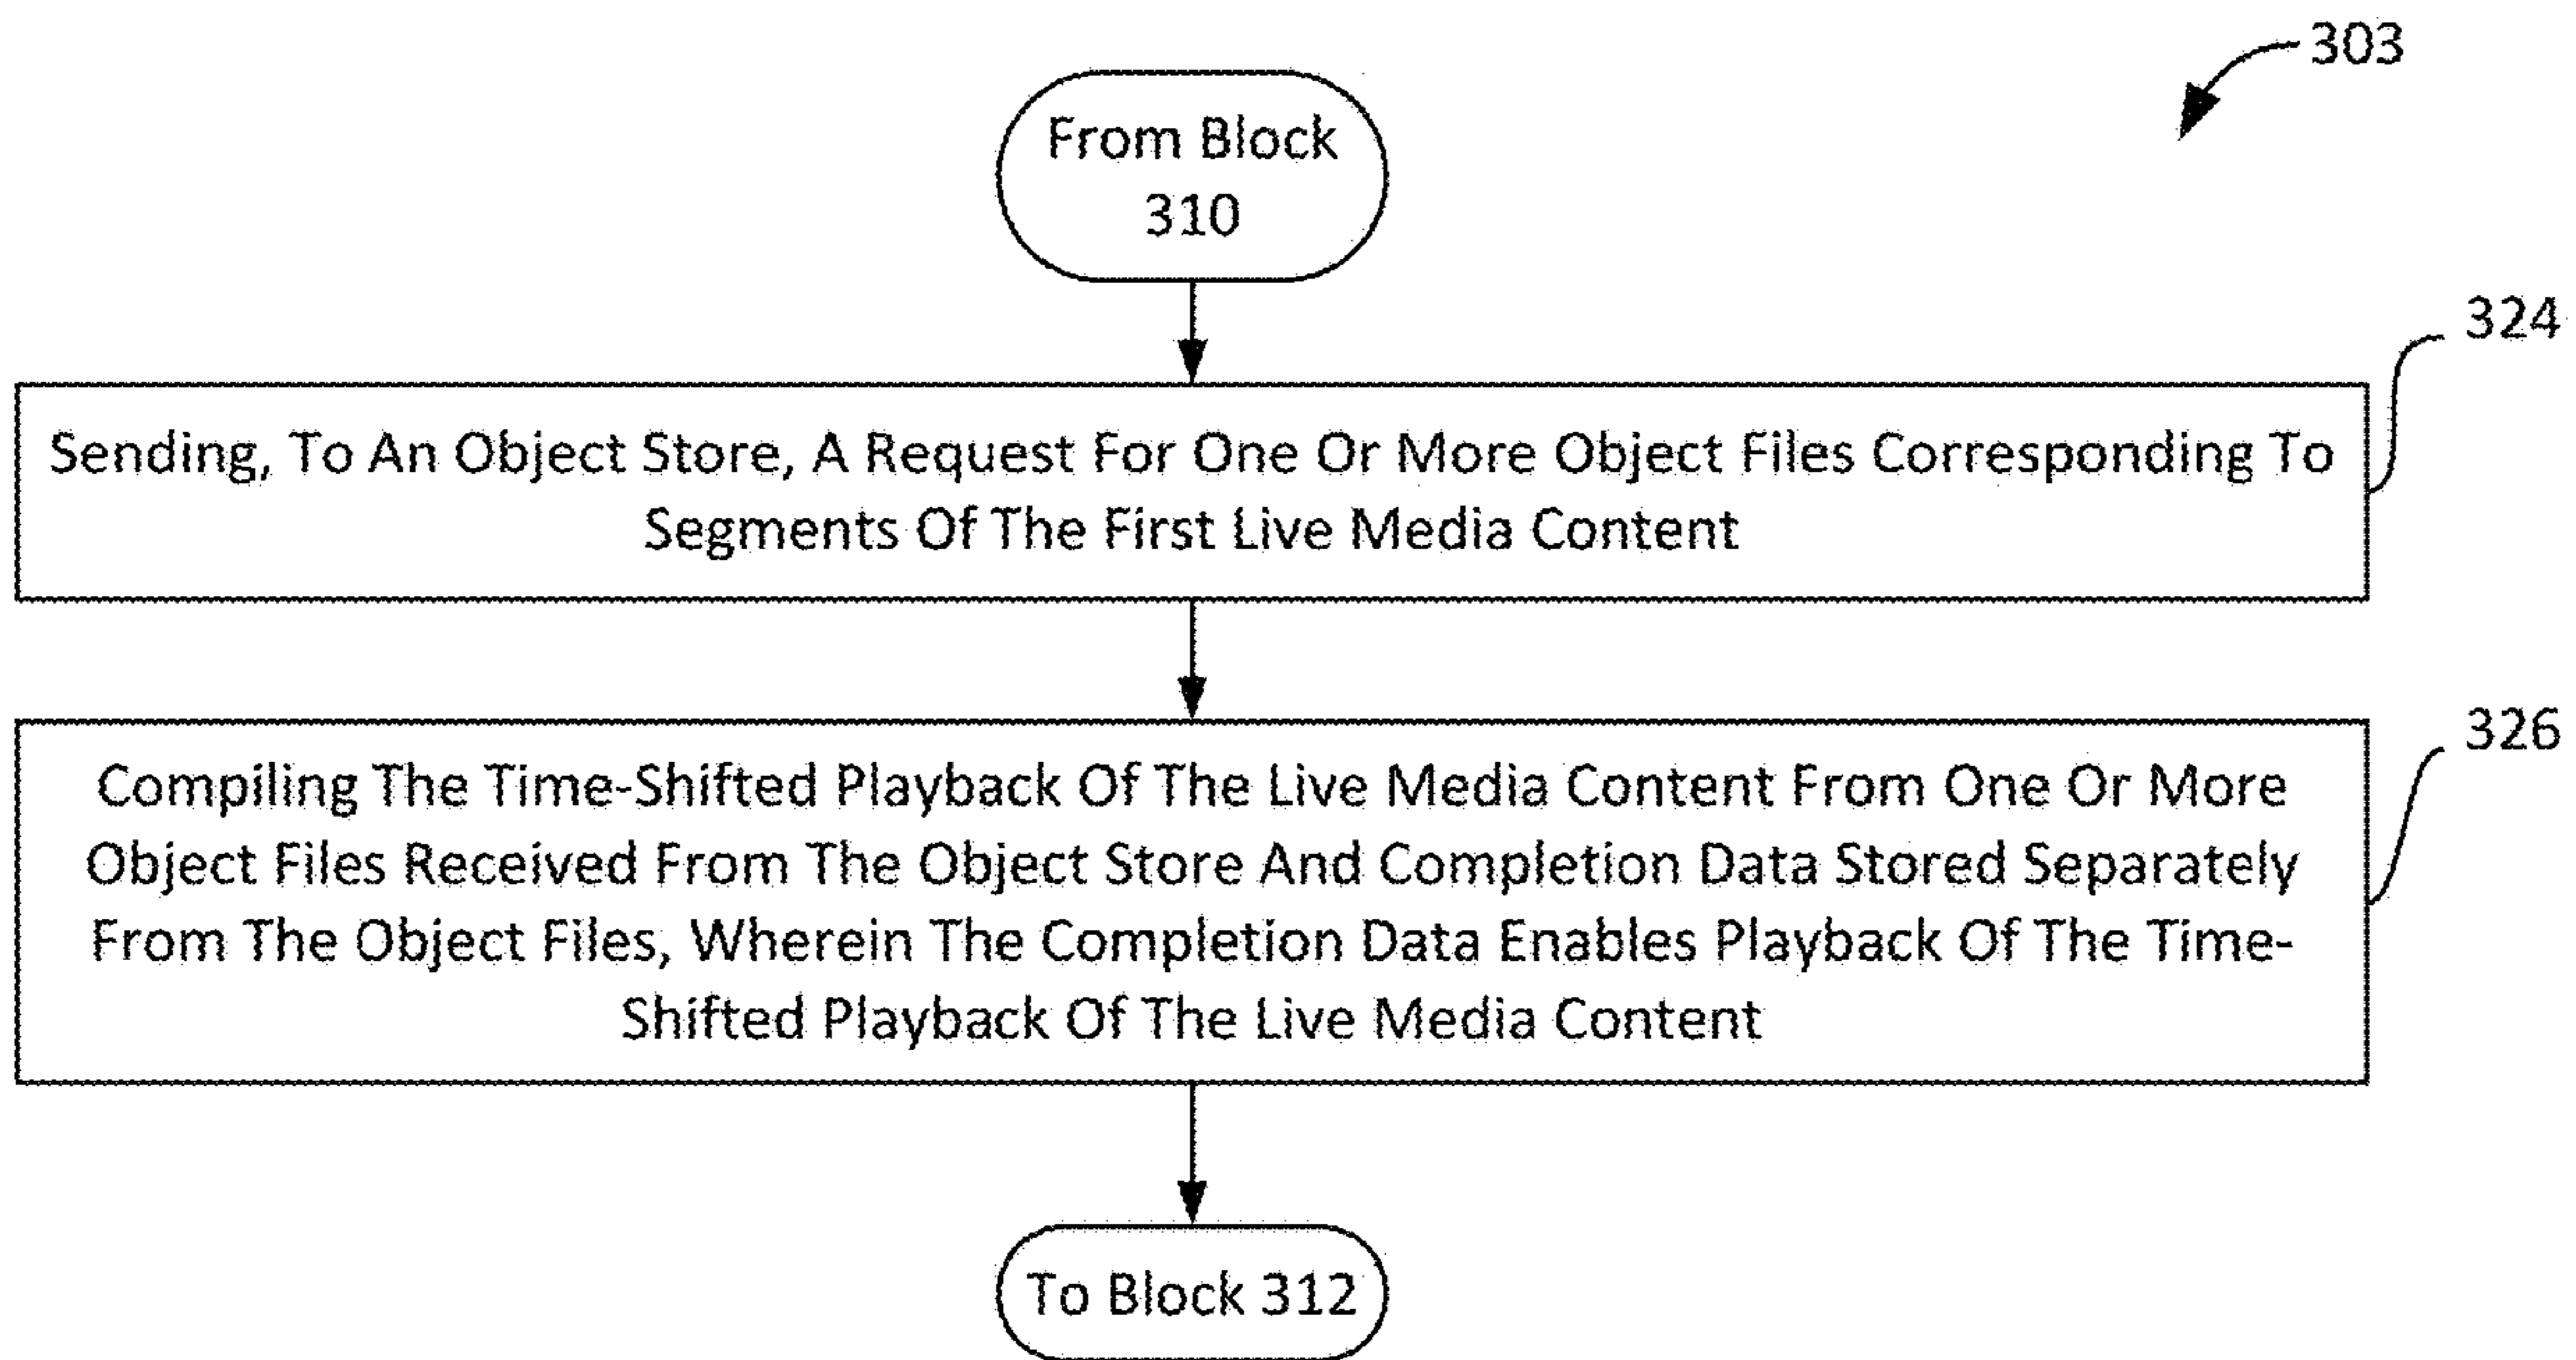 303
From Block
310
324
Sending, To An Object Store, A Request For One Or More Object Files Corresponding To
Segments Of The First Live Media Content
326
Compiling The Time-Shifted Playback Of The Live Media Content From One Or More
Object Files Received From The Object Store And Completion Data Stored Separately
From The Object Files, Wherein The Completion Data Enables Playback Of The Time-
Shifted Playback Of The Live Media Content
To Block 312